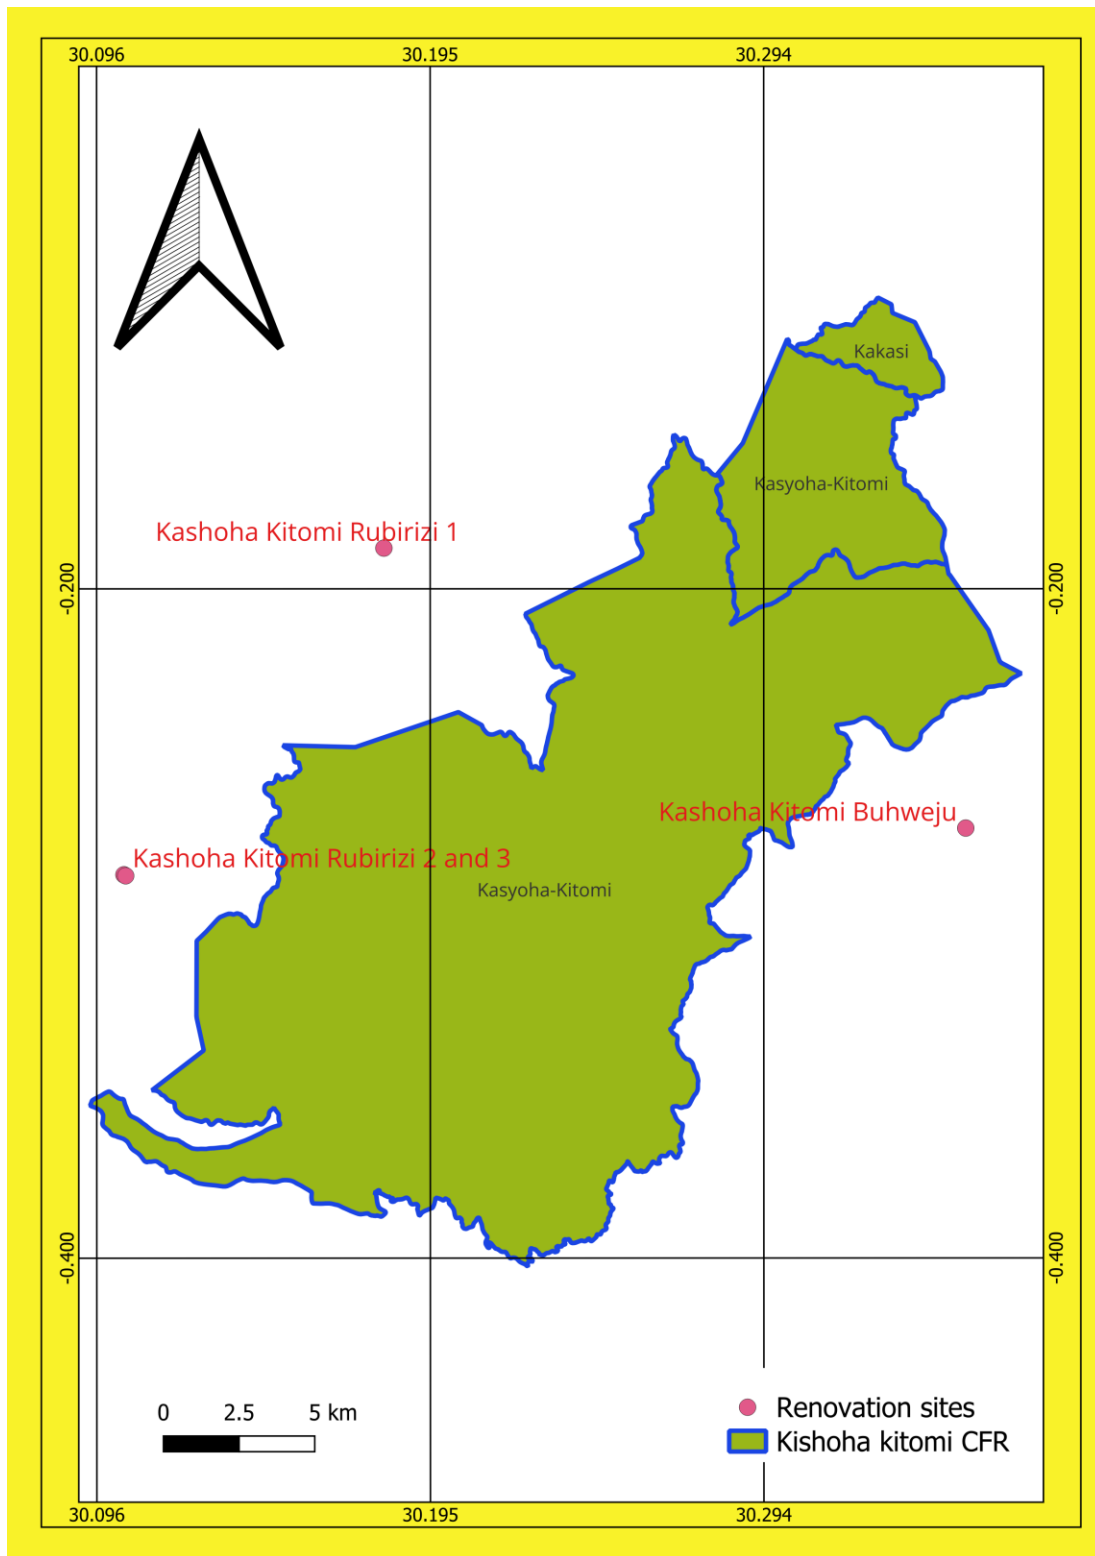 30.096 30.195 30.294
Kakasi
Kasyoha-Kitomi
Kashoha Kitomi Rubirizi 1
-0.200 -0.200
Kashoha Kitomi Buhweju
Kashoha Kitomi Rubirizi 2 and 3
Kasyoha-Kitomi
-0.400 -0.400
0 2.5 5 km
Renovation sites
Kishoha kitomi CFR
30.096 30.195 30.294